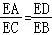 EA/EC = ED/EB